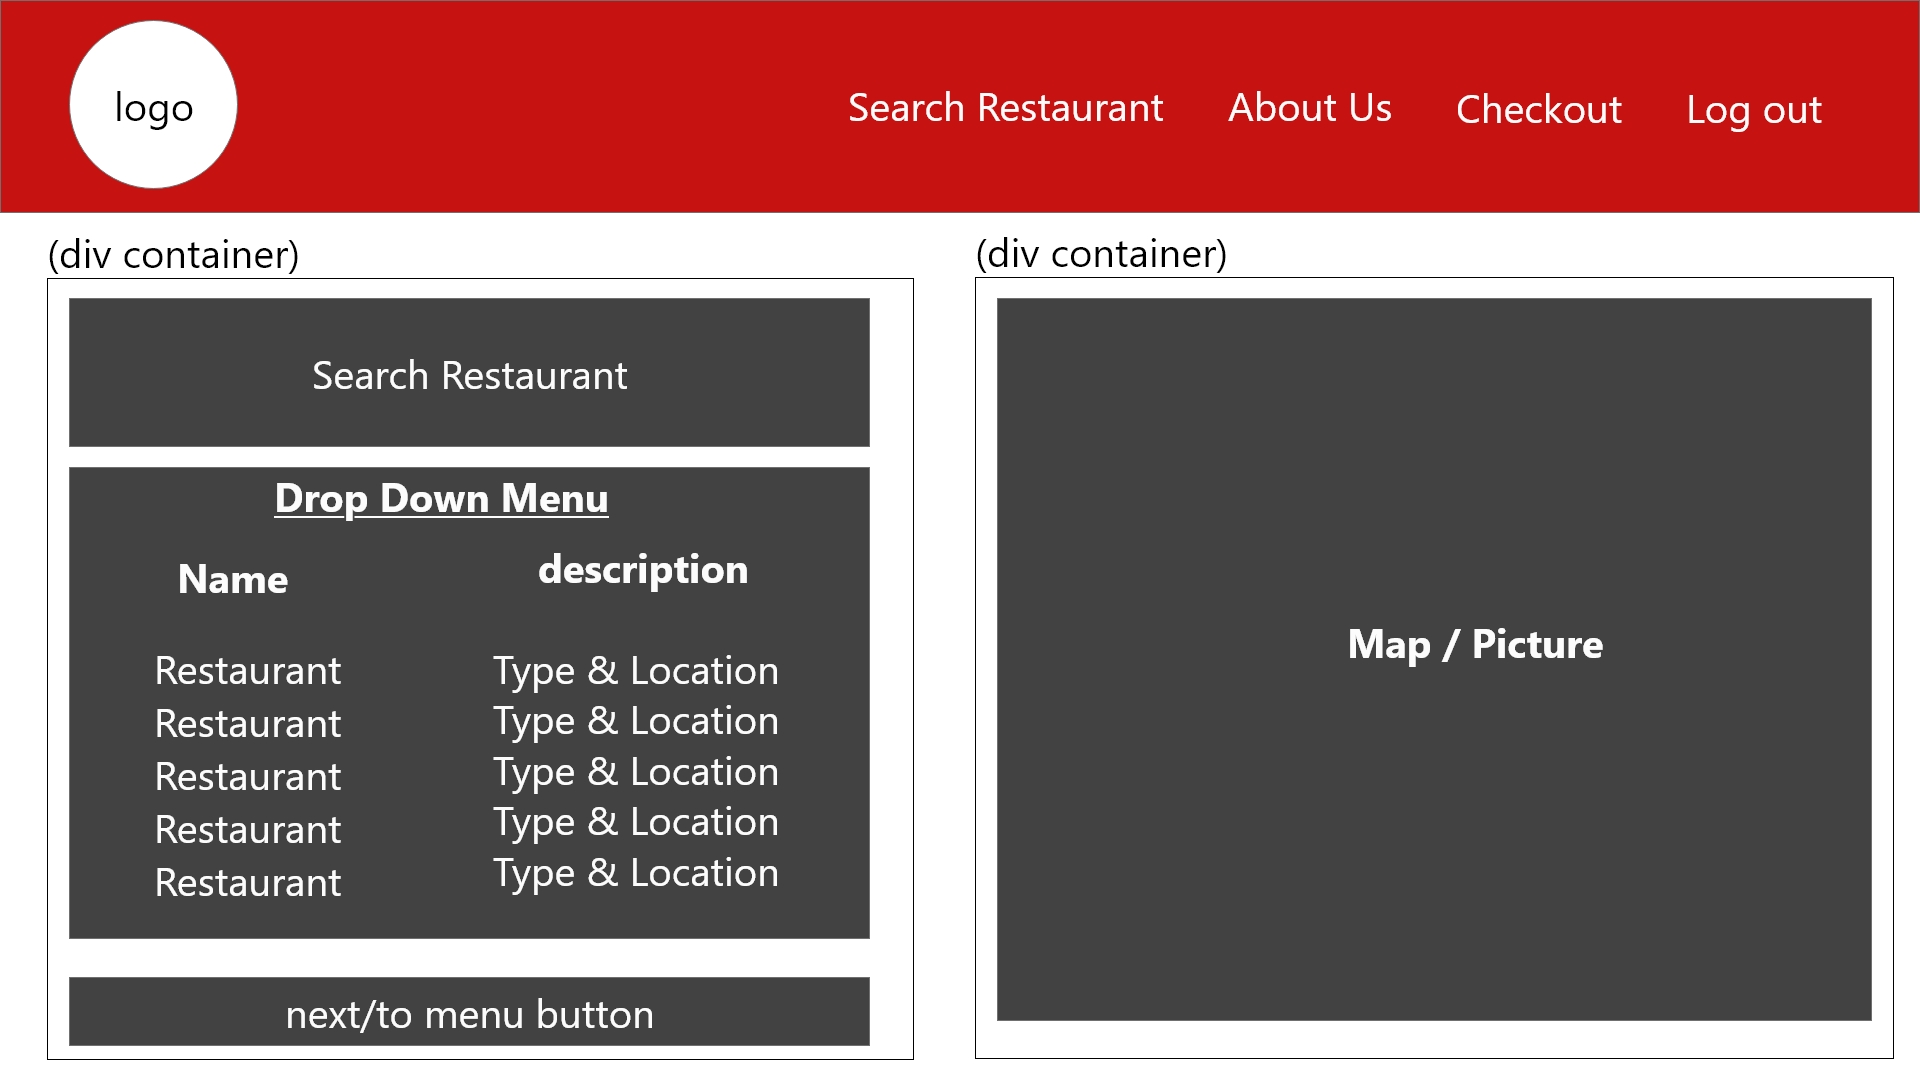 logo
Search Restaurant
About Us
Checkout
Log out
(div container)
Search Restaurant
Drop Down Menu
Name
description
Restaurant
Type & Location
Restaurant
Type & Location
Restaurant
Type & Location
Restaurant
Type & Location
Restaurant
Type & Location
next/to menu button
(div container)
Map / Picture